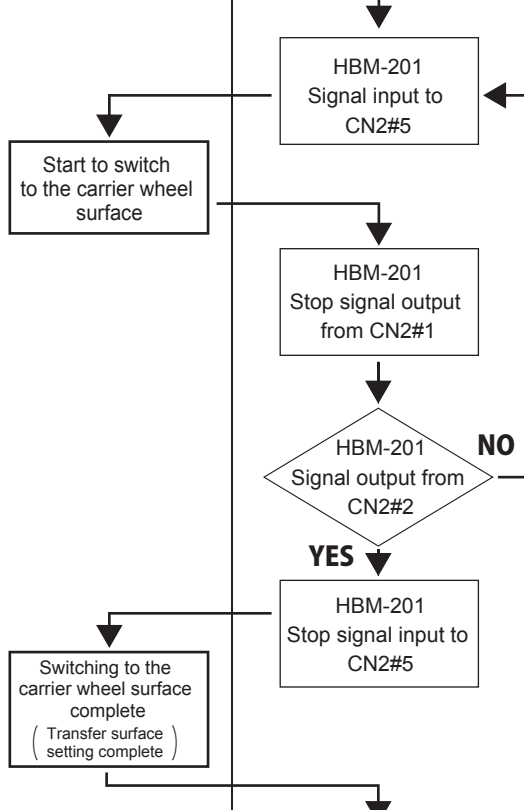 HBM-201
Signal input to
CN2#5
Start to switch
to the carrier wheel
surface
HBM-201
Stop signal output
from CN2#1
HBM-201
Signal output from
CN2#2
NO
YES
HBM-201
Stop signal input to
CN2#5
Switching to the
carrier wheel surface
complete
( Transfer surface
setting complete )